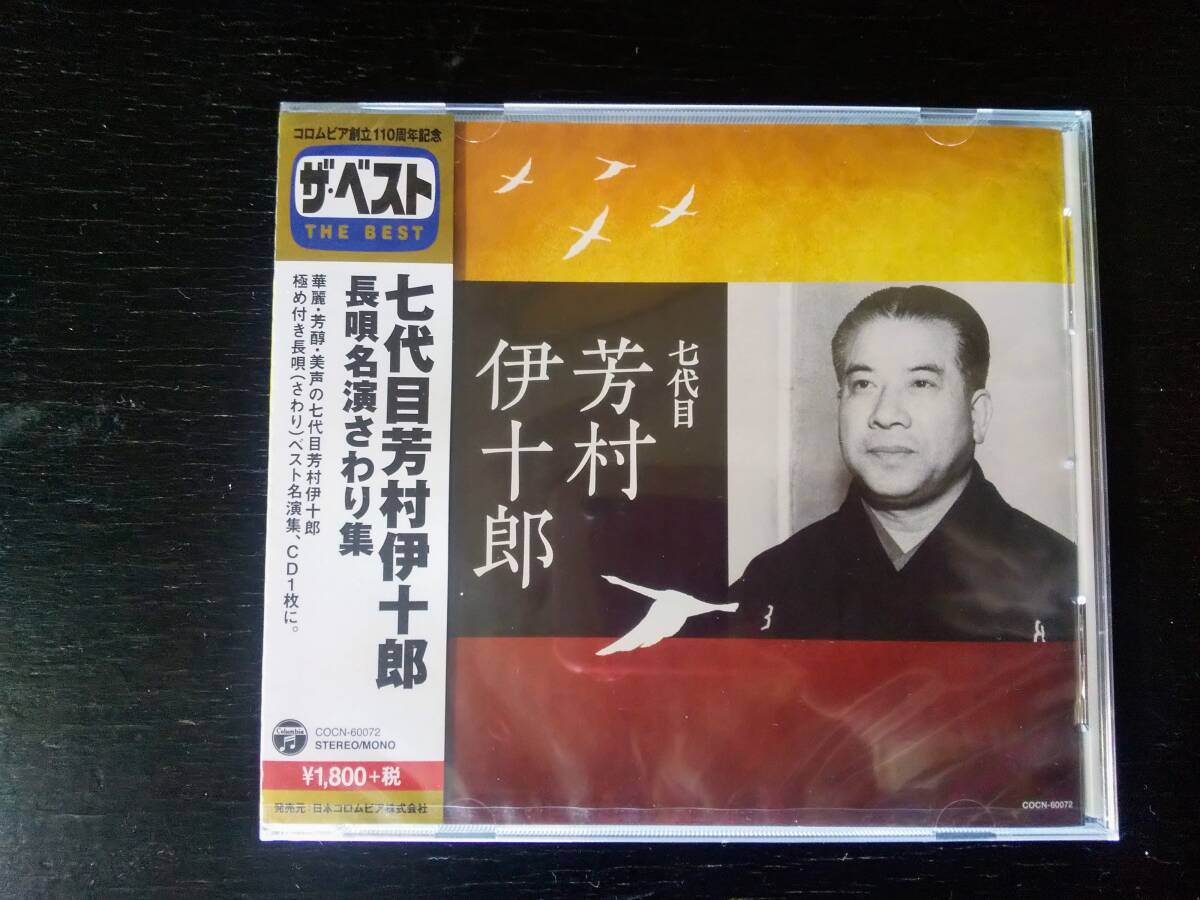 コロムビア創立110周年記念
ザ・ベスト
THE BEST
七代目芳村伊十郎
長唄名演さわり集
華麗・芳醇・美声の七代目芳村伊十郎
極め付き長唄(さわり)ベスト名演集、CD1枚に。
Columbia
COCN-60072
STEREO/MONO
¥1,800+税
発売元:日本コロムビア株式会社
七代目
芳村
伊十郎
COCN-60072